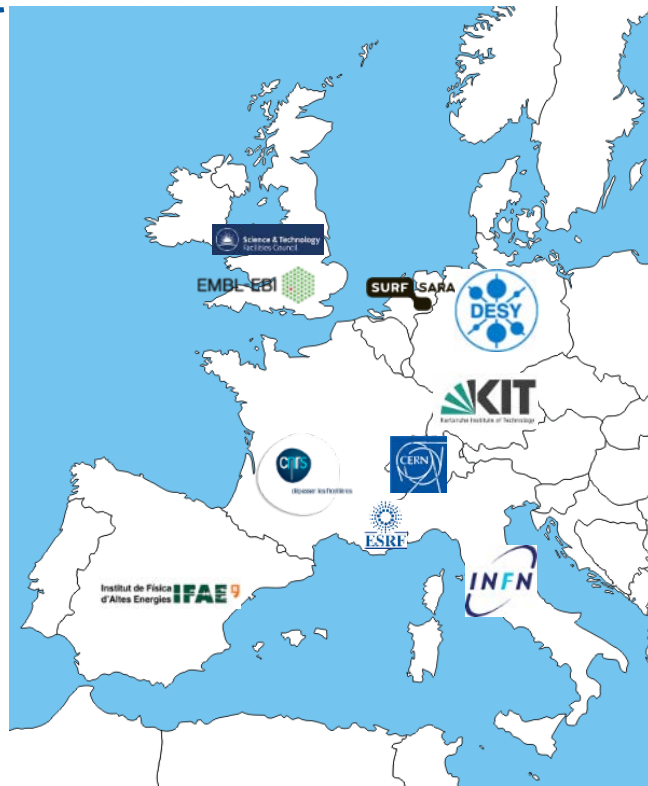 Science & Technology
Facilities Council
EMBL-EBI
SURF SARA
DESY
KIT
Karlsruhe Institute of Technology
CERN
cnrs
dépasser les frontières
ESRF
INFN
Institut de Física
d'Altes Energies IFAE